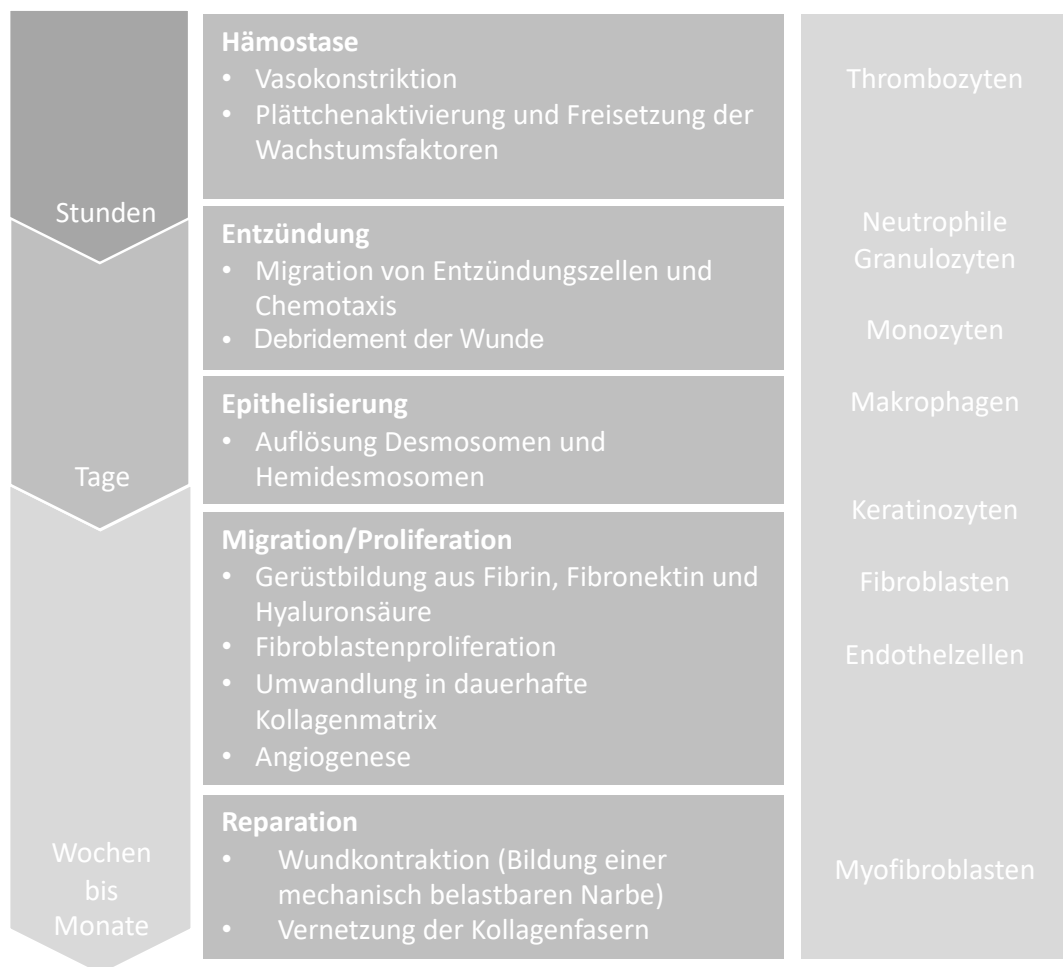 Stunden
Tage
Wochen
bis
Monate
Hämostase
• Vasokonstriktion
• Plättchenaktivierung und Freisetzung der
Wachstumsfaktoren
Entzündung
• Migration von Entzündungszellen und
Chemotaxis
• Debridement der Wunde
Epithelisierung
• Auflösung Desmosomen und
Hemidesmosomen
Migration/Proliferation
• Gerüstbildung aus Fibrin, Fibronektin und
Hyaluronsäure
• Fibroblastenproliferation
• Umwandlung in dauerhafte
Kollagenmatrix
• Angiogenese
Reparation
• Wundkontraktion (Bildung einer
mechanisch belastbaren Narbe)
• Vernetzung der Kollagenfasern
Thrombozyten
Neutrophile
Granulozyten
Monozyten
Makrophagen
Keratinozyten
Fibroblasten
Endothelzellen
Myofibroblasten